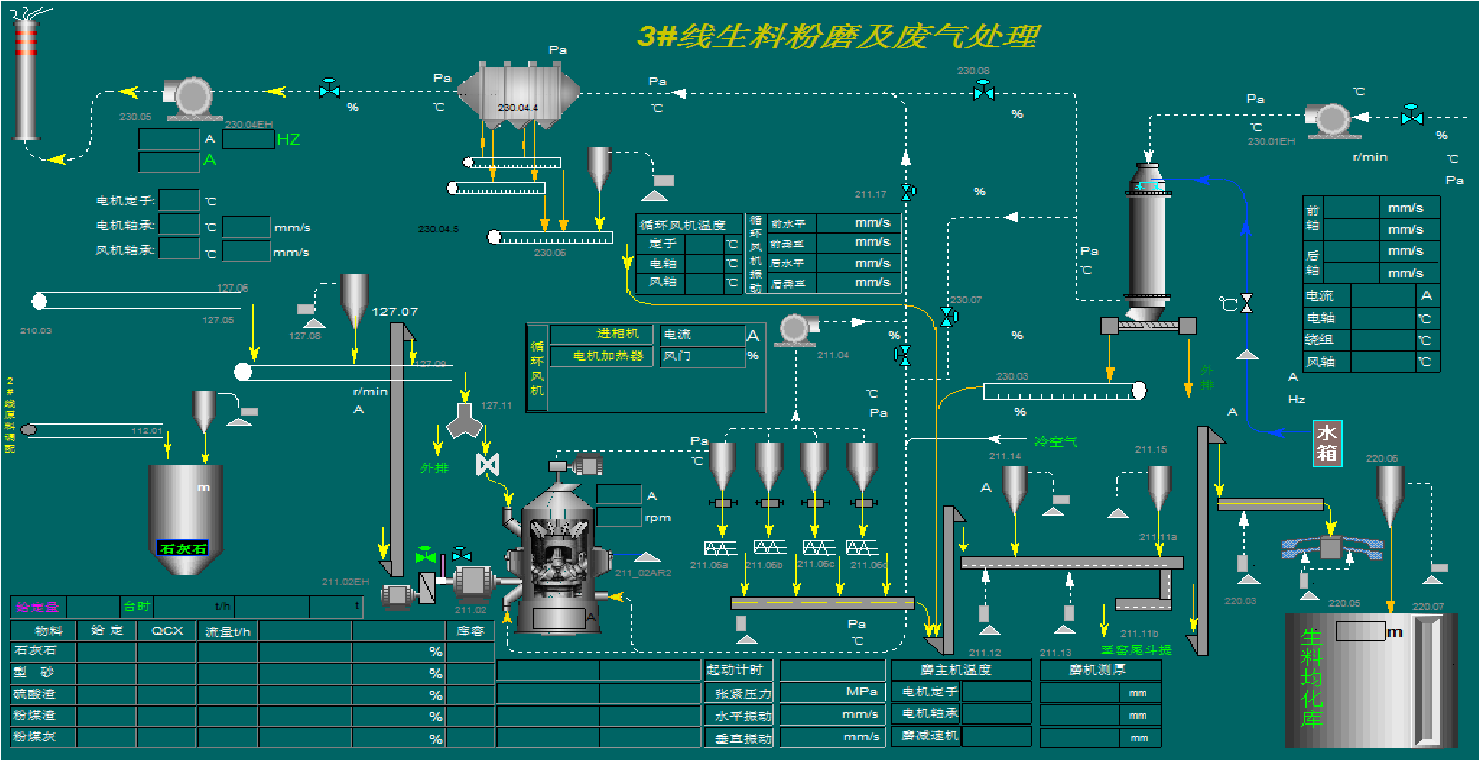 3#线生料粉磨及废气处理
Pa
Pa
℃
230.04.4
Pa
℃
230.08
%
Pa
℃
℃
230.01EH
r/min
%
℃
Pa
%
230.05
230.04EH
A
HZ
A
电机定子:
℃
电机轴承:
℃
mm/s
风机轴承:
℃
mm/s
230.04.5
230.05
211.17
%
循环风机温度
定子
℃
电轴
℃
风轴
℃
循环风机振动
前水平
mm/s
前垂直
mm/s
后水平
mm/s
后垂直
mm/s
Pa
℃
前轴
mm/s
mm/s
后轴
mm/s
mm/s
电流
A
电轴
℃
绕组
℃
风轴
℃
℃
210.03
127.06
127.05
127.08
127.07
127.09
r/min
A
127.11
外排
112.01
m
石灰石
循环风机
进相机
电机加热器
电流
A
风门
%
211.04
%
230.07
%
℃
Pa
230.03
%
外排
A
Hz
A
水箱
冷空气
Pa
℃
A
rpm
211_02AR2
211.02EH
211.02
A
211.06a
211.06b
211.06c
Pa
℃
211.14
A
211.15
211.11a
211.12
211.13
211.11b
至窑尾斗提
220.03
220.05
220.06
220.07
生料均化库
m
给定量
台时
t/h
t
物料
给 定
QCX
流量t/h
库容
石灰石
%
型 砂
%
硫酸渣
%
粉煤渣
%
粉煤灰
%
起动计时
张紧压力
MPa
水平振动
mm/s
垂直振动
mm/s
磨主机温度
电机定子
电机轴承
磨减速机
磨机测厚
mm
mm
mm